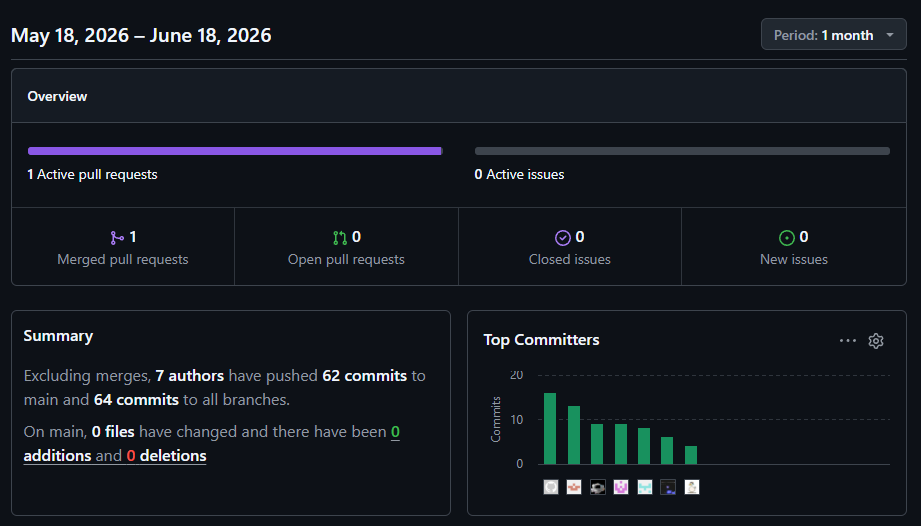 May 18, 2026 – June 18, 2026
Period: 1 month
Overview
1 Active pull requests
0 Active issues
1
Merged pull requests
0
Open pull requests
0
Closed issues
0
New issues
Summary
Excluding merges, 7 authors have pushed 62 commits to
main and 64 commits to all branches.
On main, 0 files have changed and there have been 0
additions and 0 deletions
Top Committers
Commits
20
10
0